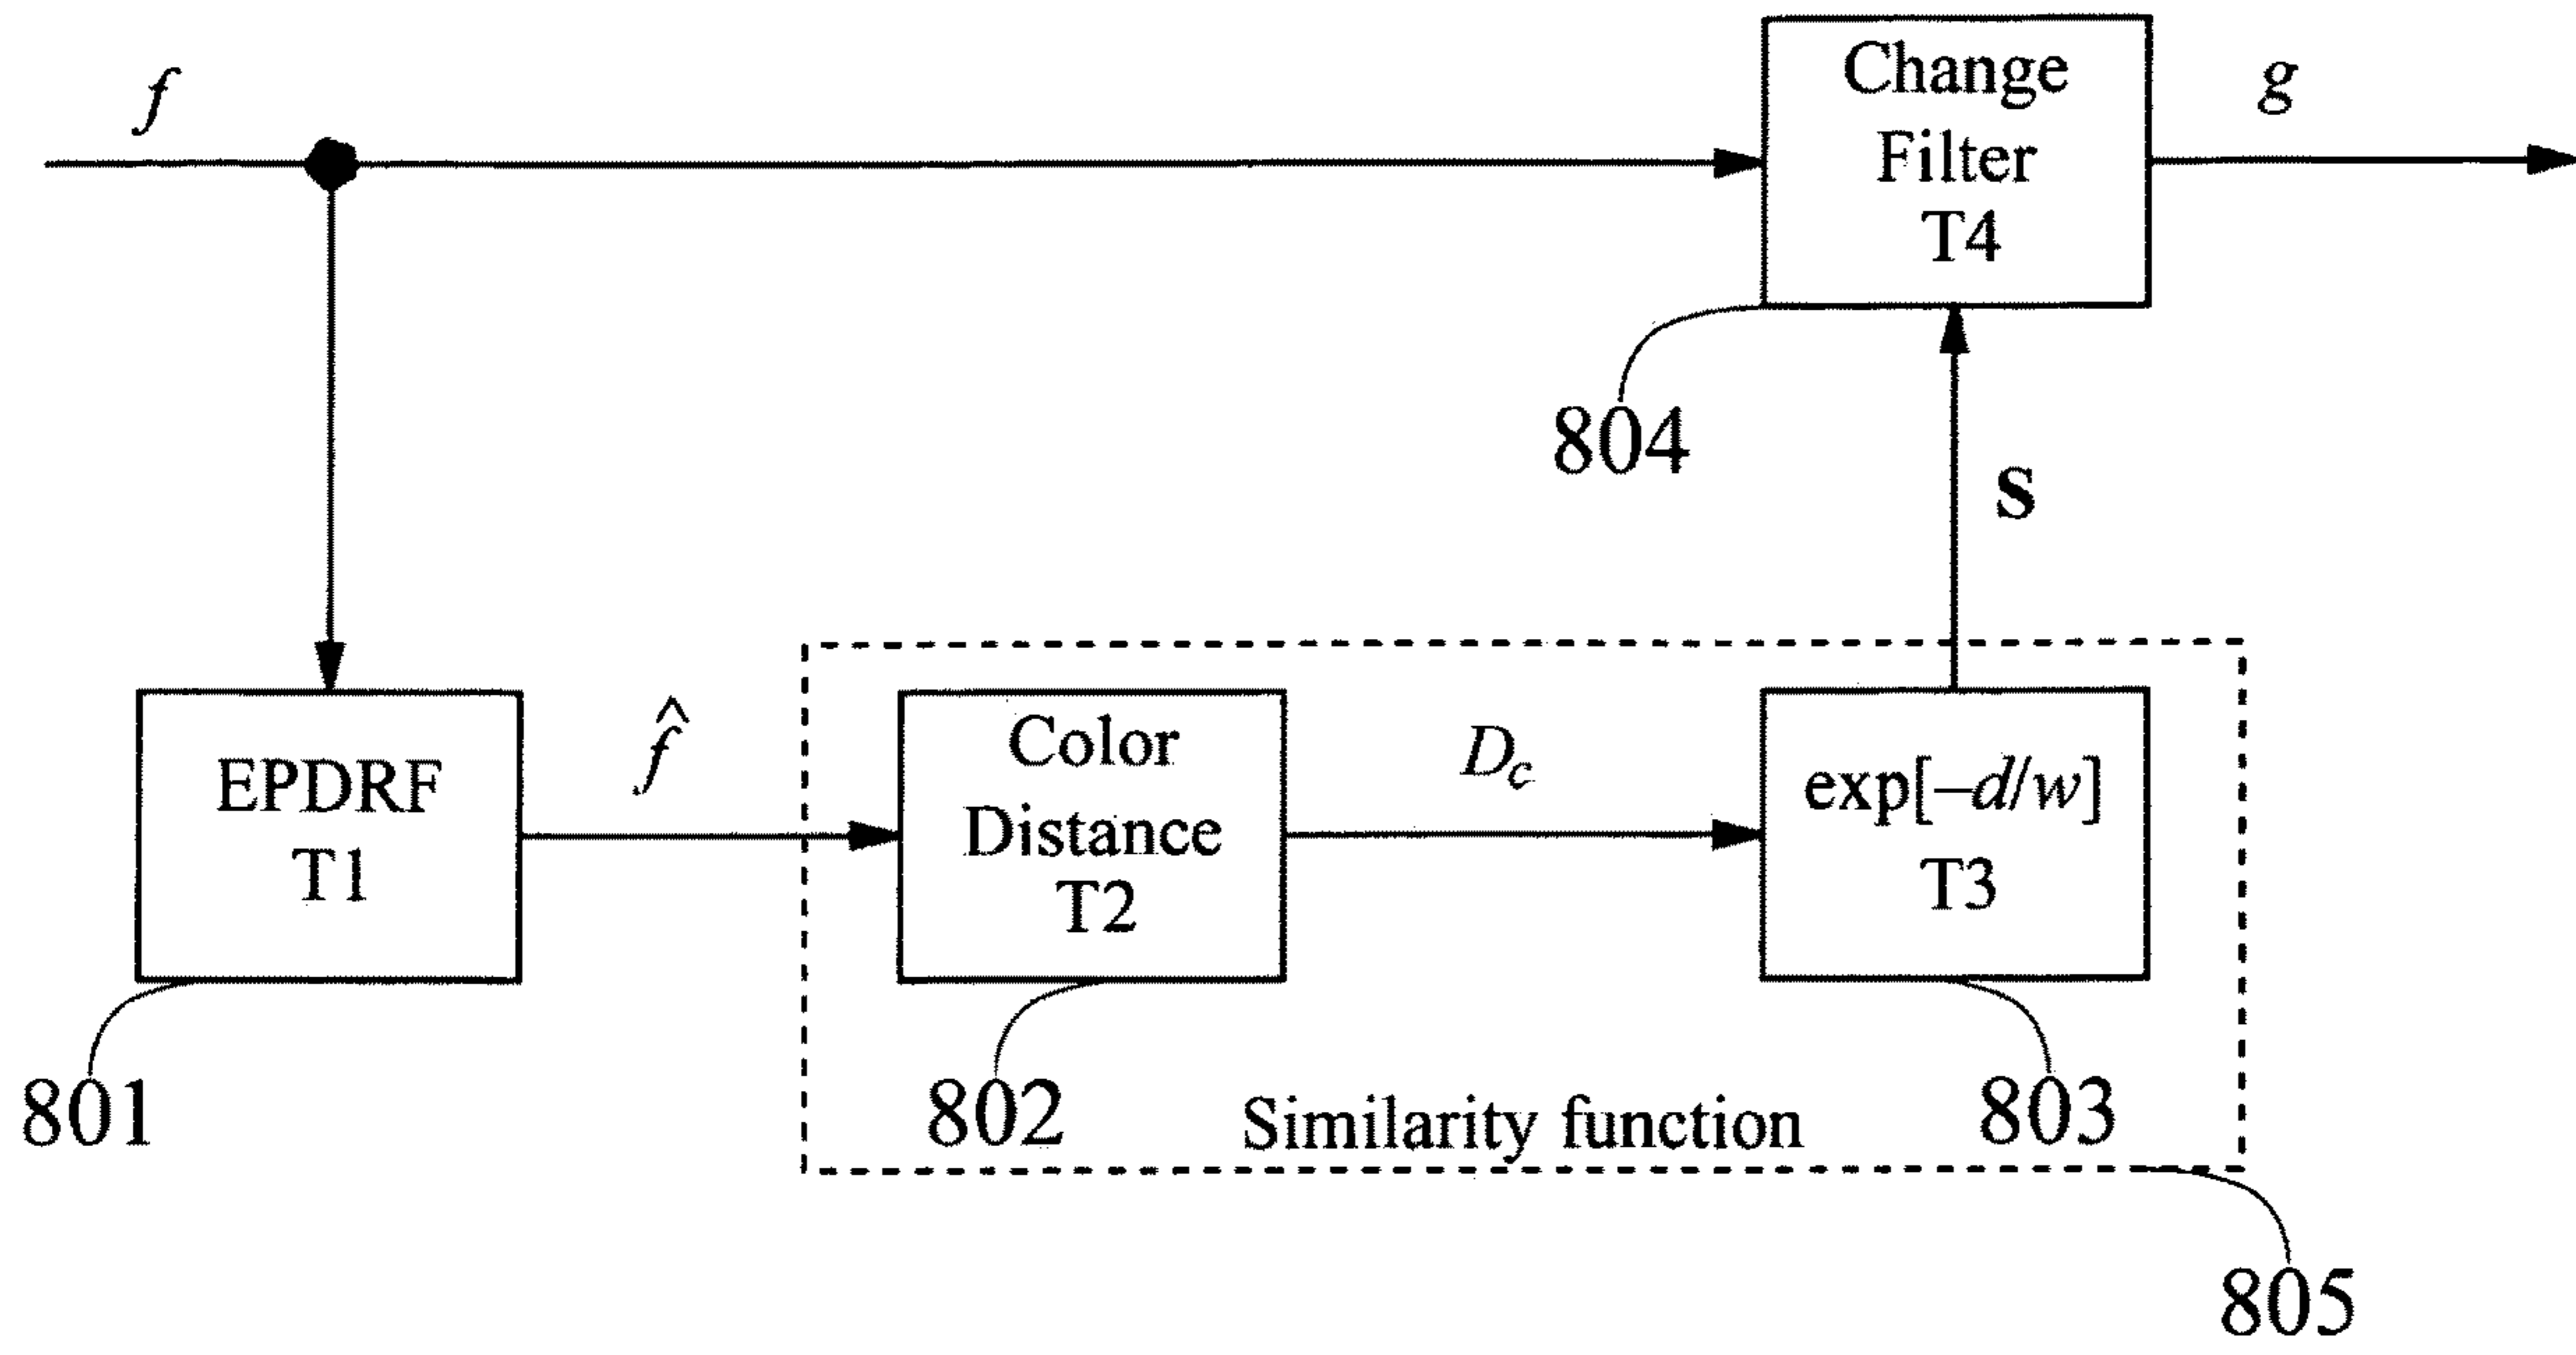 f
Change
Filter
T4
g
804
S
EPDRF
T1
f̂
Color
Distance
T2
D_c
exp[–d/w]
T3
801
802
Similarity function
803
805